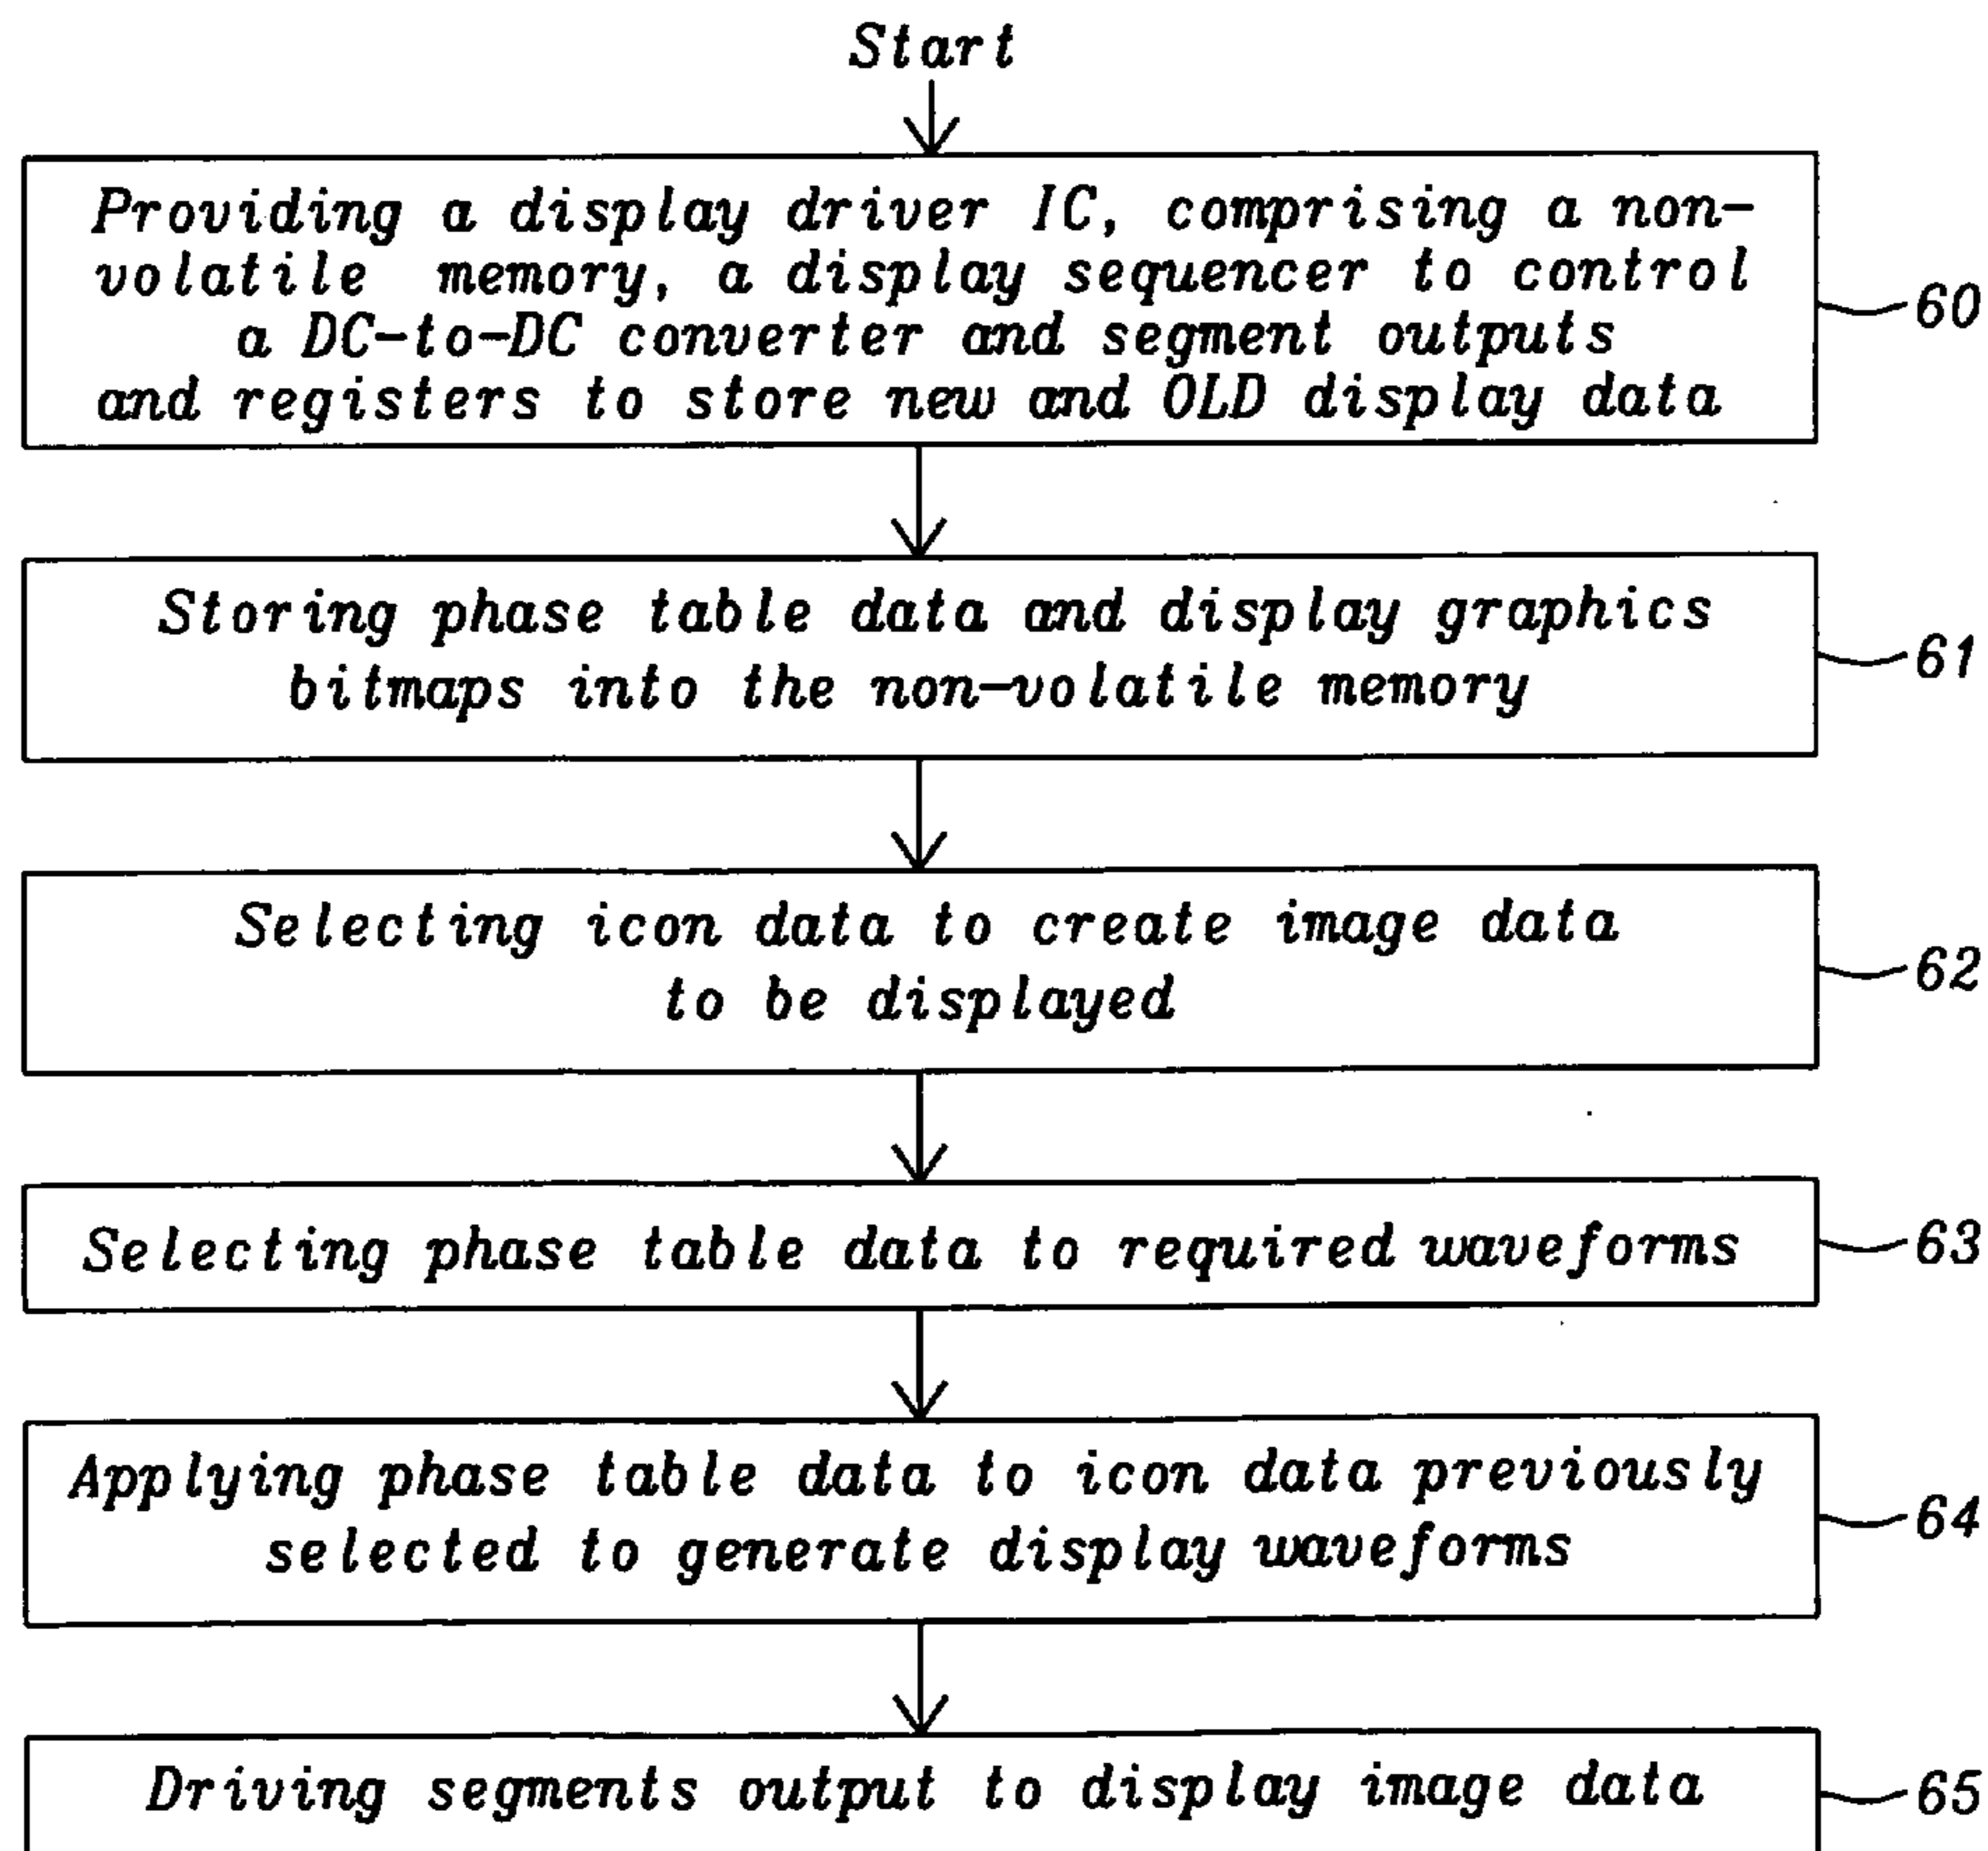 Start
Providing a display driver IC, comprising a non-
volatile memory, a display sequencer to control
a DC-to-DC converter and segment outputs
and registers to store new and OLD display data
60
Storing phase table data and display graphics
bitmaps into the non-volatile memory
61
Selecting icon data to create image data
to be displayed
62
Selecting phase table data to required waveforms
63
Applying phase table data to icon data previously
selected to generate display waveforms
64
Driving segments output to display image data
65